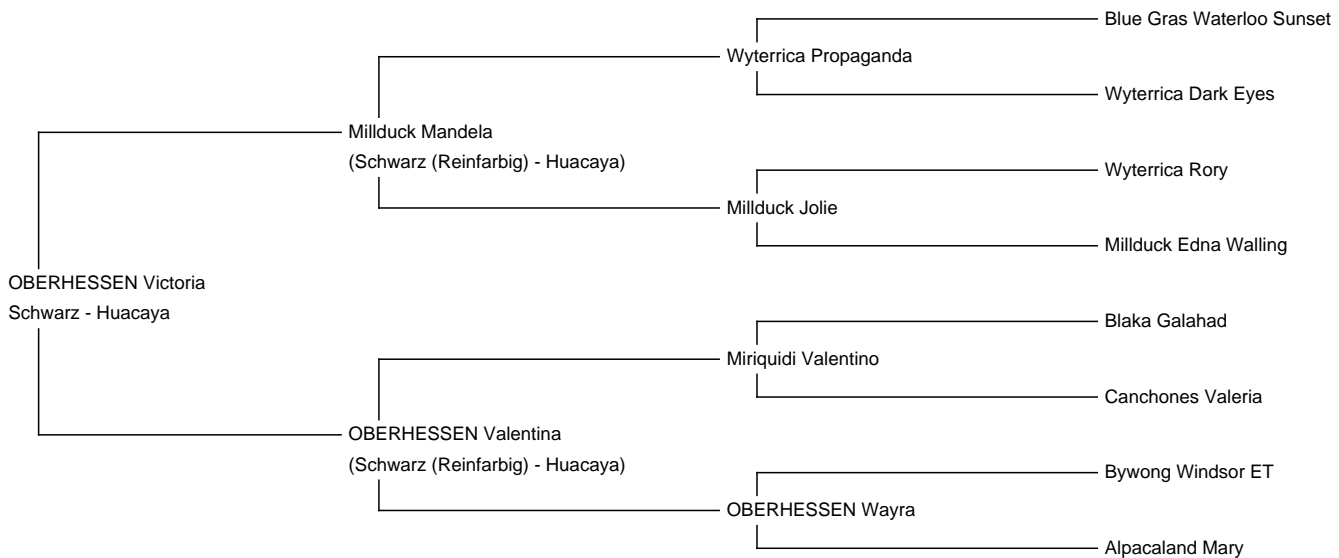 Blue Gras Waterloo Sunset
Wyterrica Propaganda
Wyterrica Dark Eyes
Millduck Mandela
(Schwarz (Reinfarbig) - Huacaya)
Wyterrica Rory
Millduck Jolie
Millduck Edna Walling
OBERHESSEN Victoria
Schwarz - Huacaya
Blaka Galahad
Miriquidi Valentino
Canchones Valeria
OBERHESSEN Valentina
(Schwarz (Reinfarbig) - Huacaya)
Bywong Windsor ET
OBERHESSEN Wayra
Alpacaland Mary